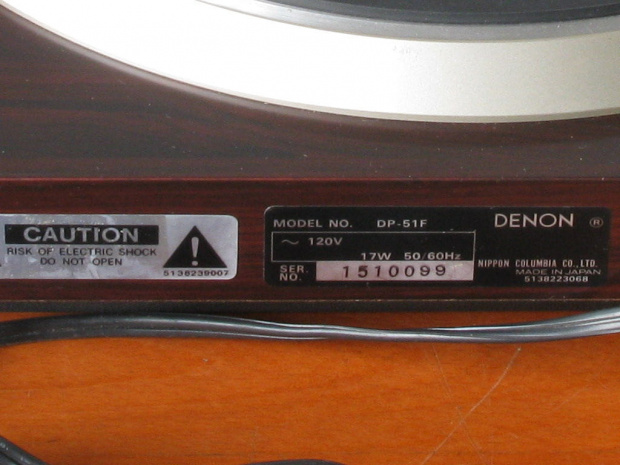 CAUTION
RISK OF ELECTRIC SHOCK
DO NOT OPEN
5138239007
MODEL NO. DP-51F
DENON ®
~ 120V
17W 50/60Hz
SER. NO. 1510099
NIPPON COLUMBIA CO., LTD.
MADE IN JAPAN
5138223068